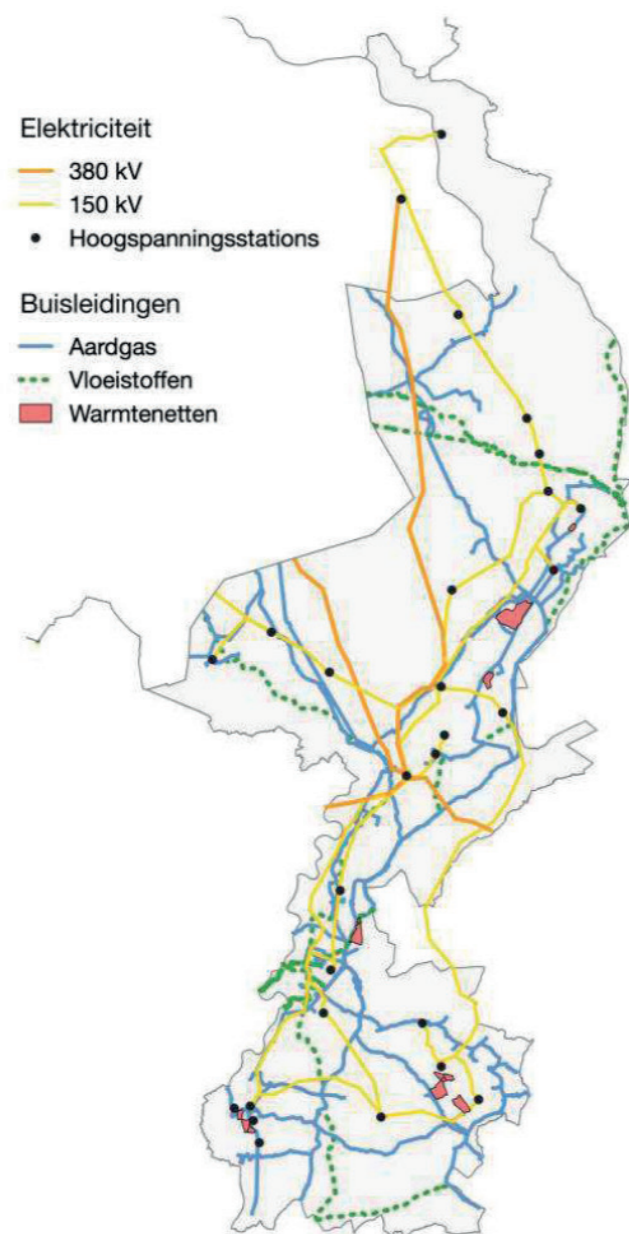 Elektriciteit
380 kV
150 kV
Hoogspanningsstations
Buisleidingen
Aardgas
Vloeistoffen
Warmtenetten